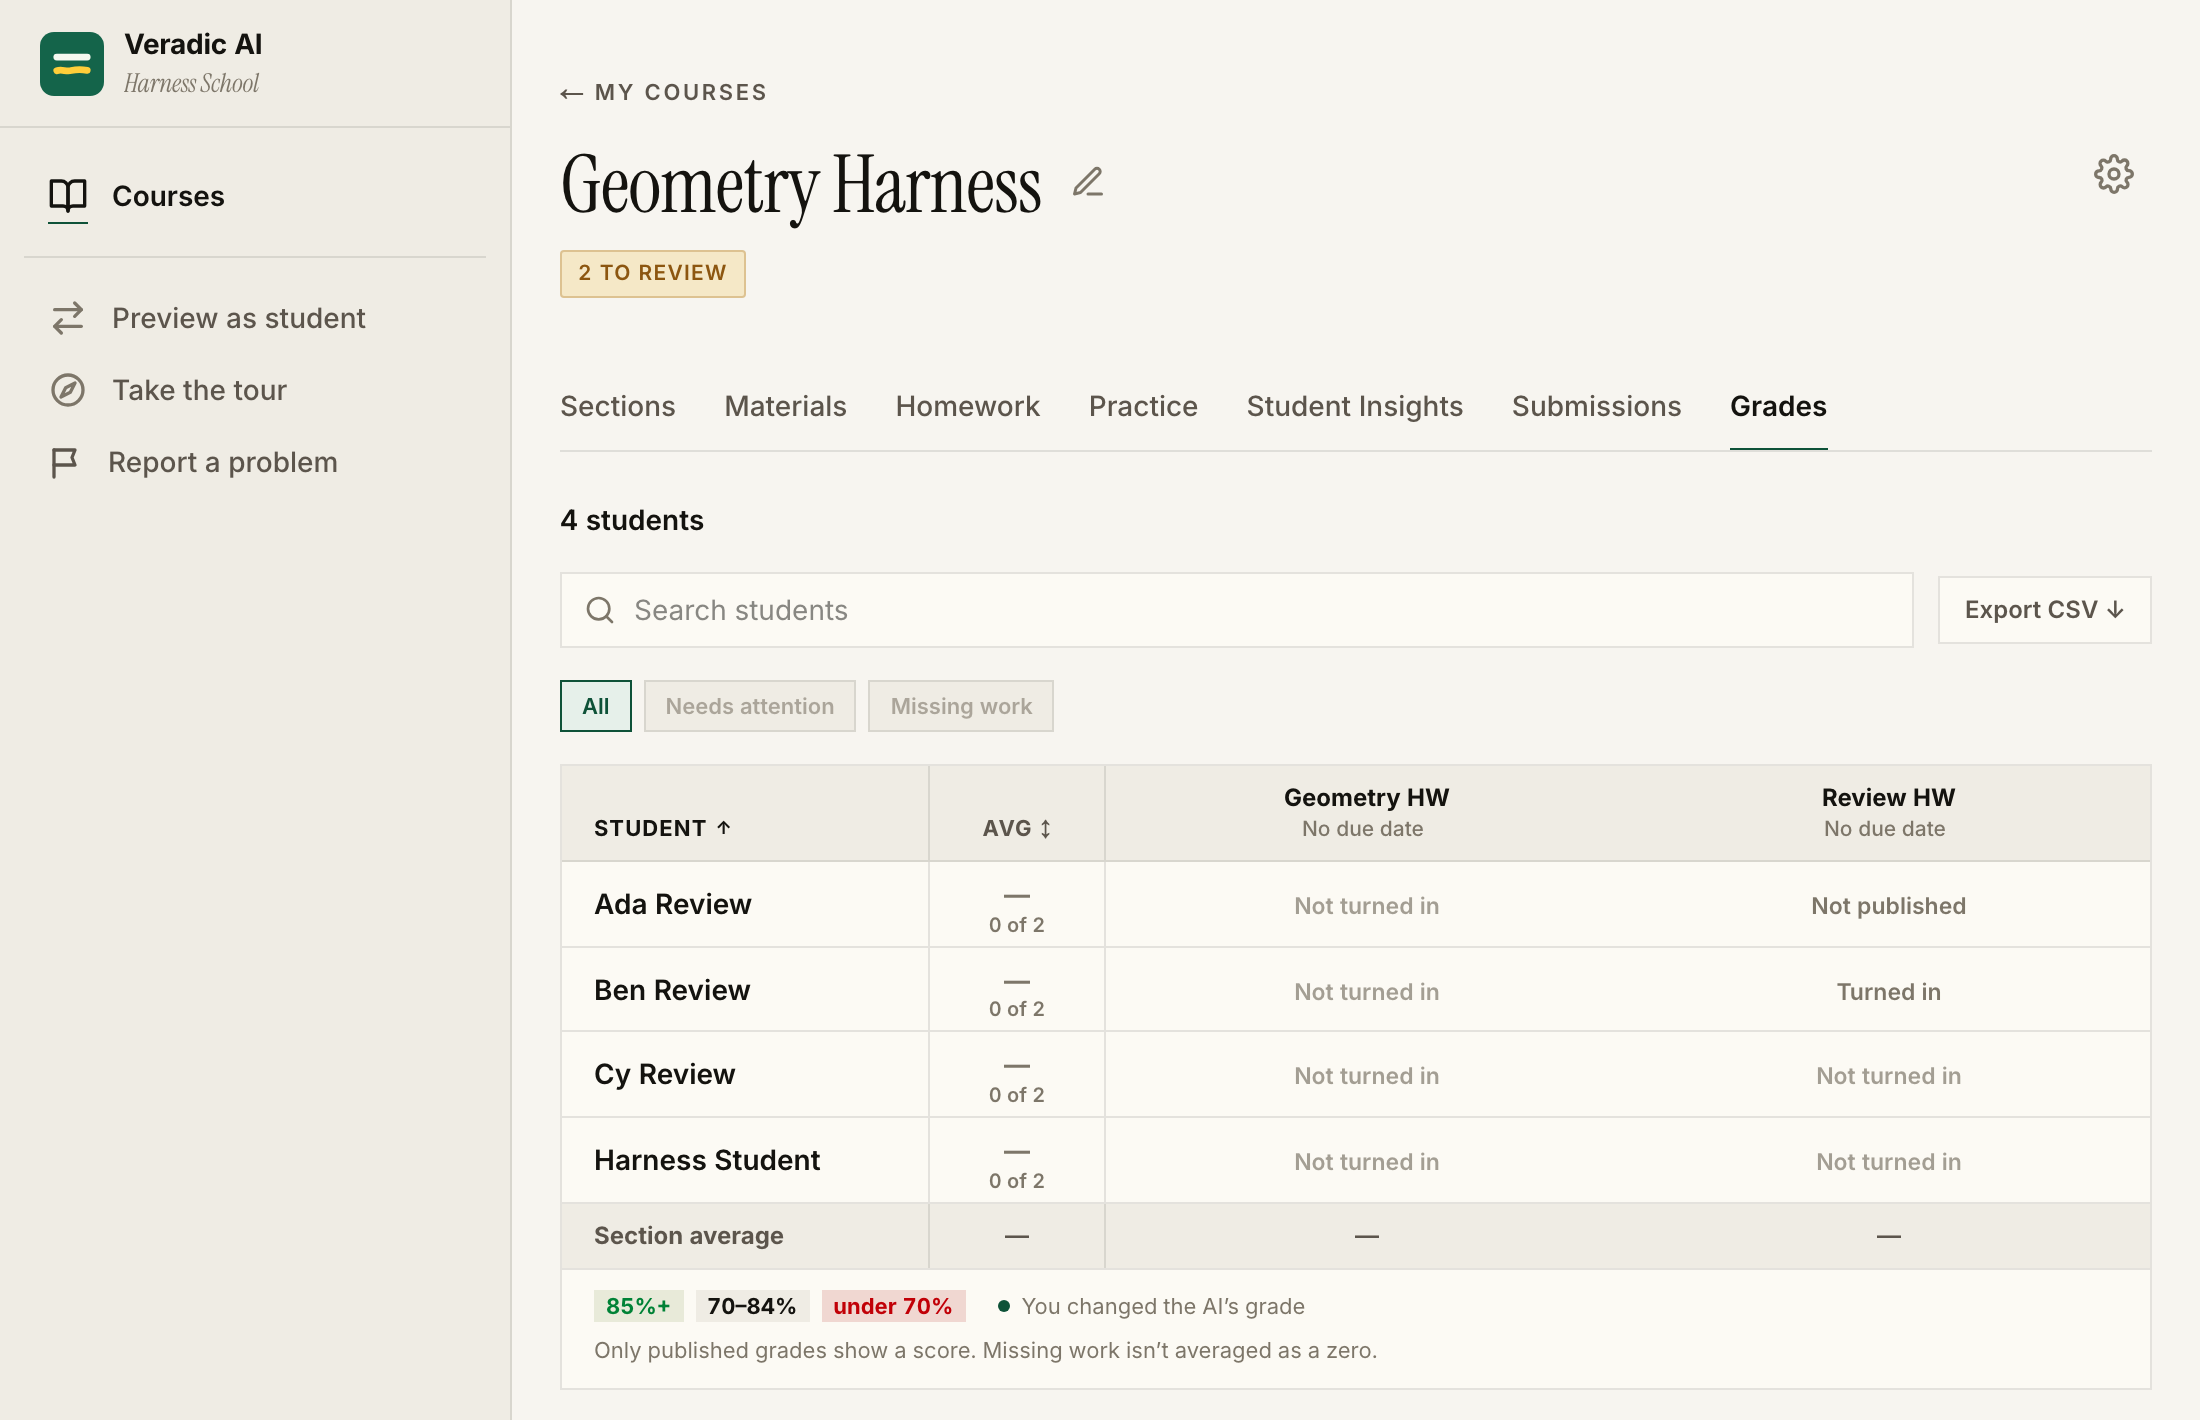 Veradic AI
Harness School
Courses
Preview as student
Take the tour
Report a problem
← MY COURSES
Geometry Harness
2 TO REVIEW
Sections Materials Homework Practice Student Insights Submissions Grades
4 students
Search students
Export CSV ↓
All Needs attention Missing work
STUDENT ↑ AVG ↕ Geometry HW Review HW
No due date No due date
Ada Review — Not turned in Not published
0 of 2
Ben Review — Not turned in Turned in
0 of 2
Cy Review — Not turned in Not turned in
0 of 2
Harness Student — Not turned in Not turned in
0 of 2
Section average — — —
85%+ 70–84% under 70% ● You changed the AI’s grade
Only published grades show a score. Missing work isn’t averaged as a zero.